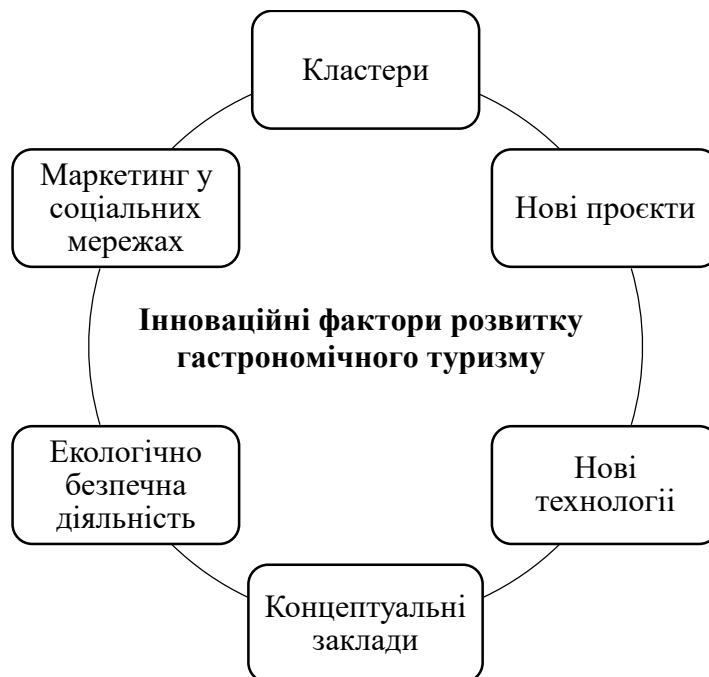 Кластери
Маркетинг у
соціальних
мережах
Нові проєкти
Інноваційні фактори розвитку
гастрономічного туризму
Екологічно
безпечна
діяльність
Нові
технології
Концептуальні
заклади